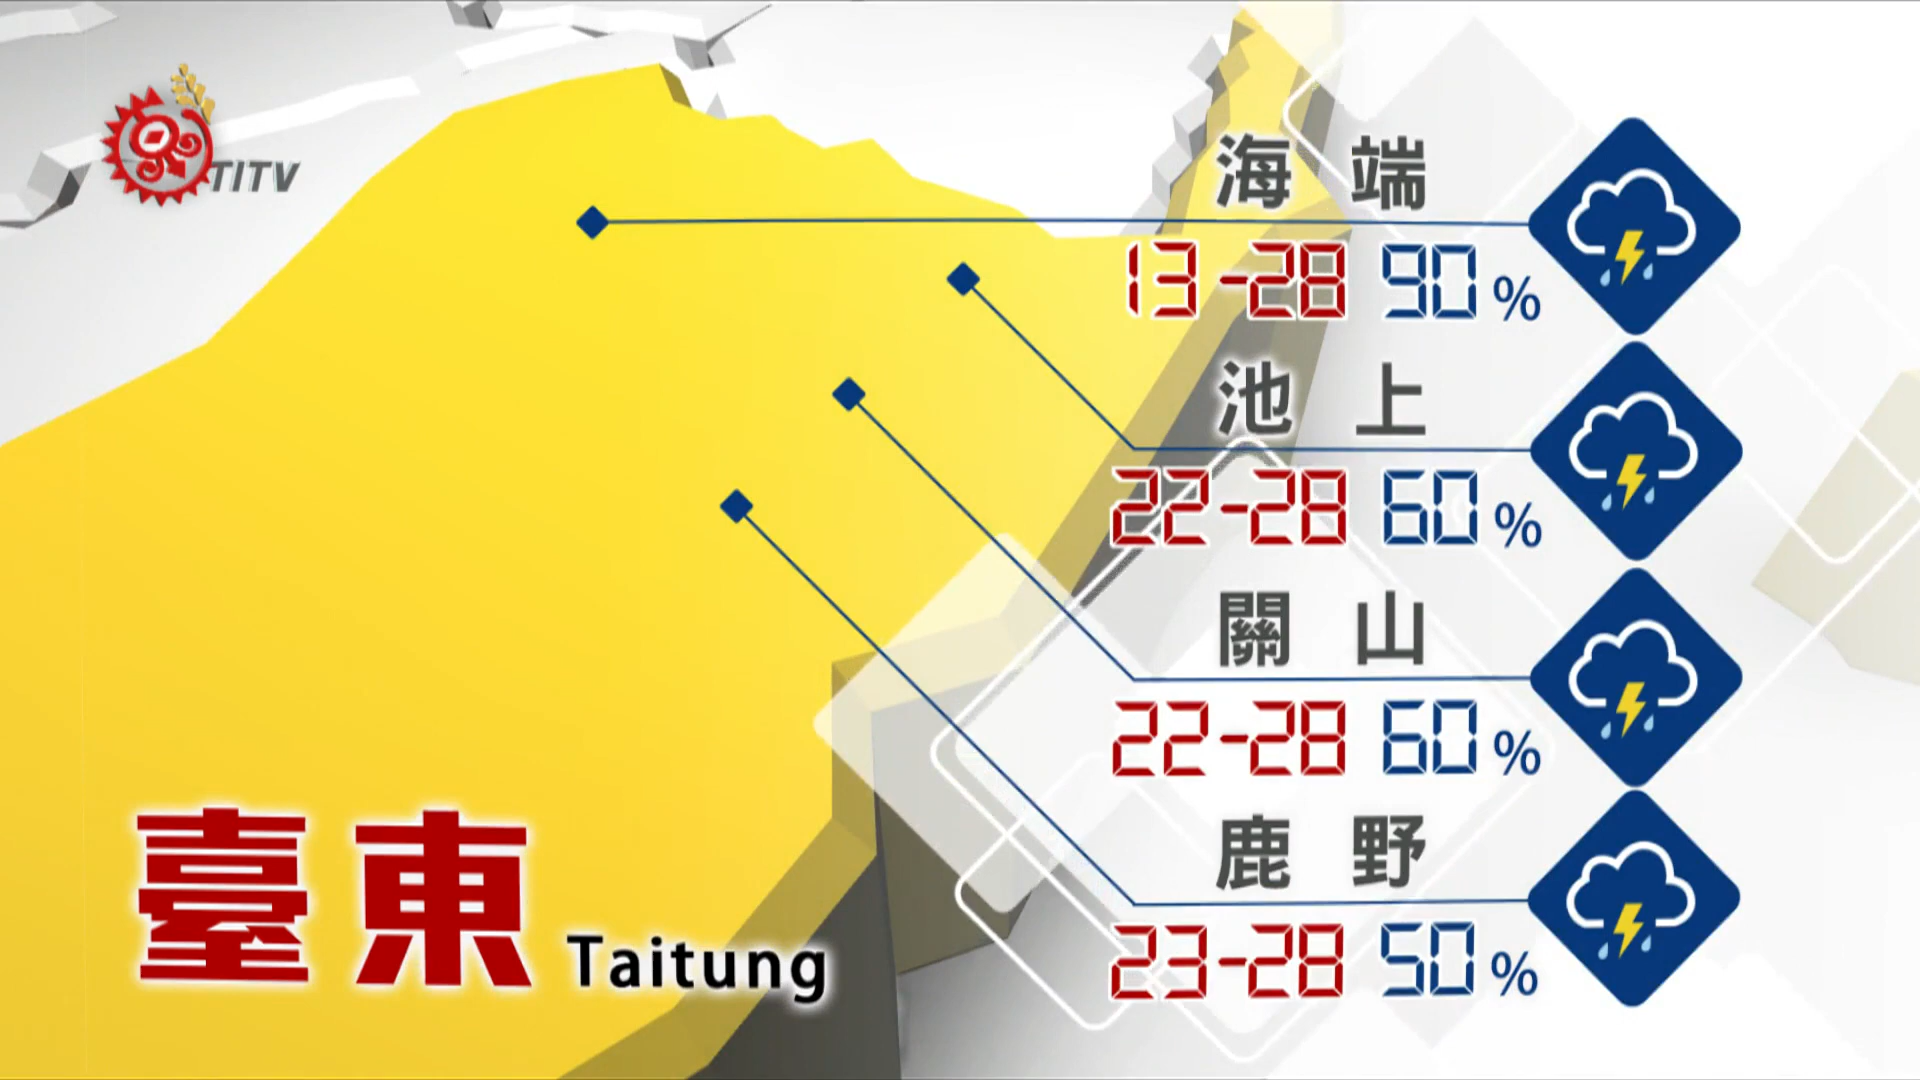 TITV
海端
13-28 90%
池上
22-28 60%
關山
22-28 60%
鹿野
23-28 50%
臺東 Taitung